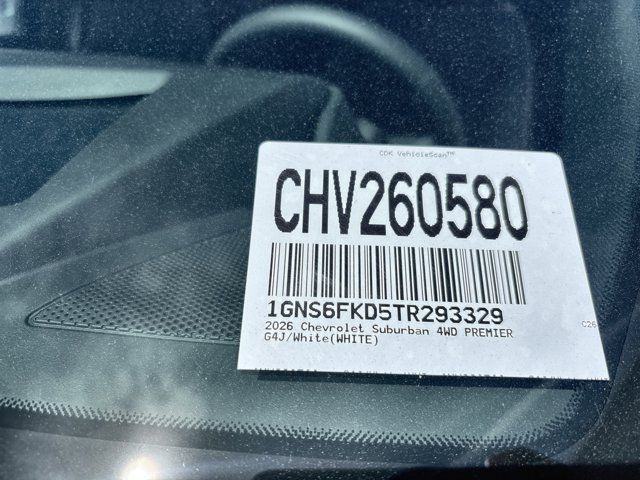 CDK VehicleScan™
CHV260580
1GNS6FKD5TR293329
2026 Chevrolet Suburban 4WD PREMIER
G4J/White(WHITE)
C26